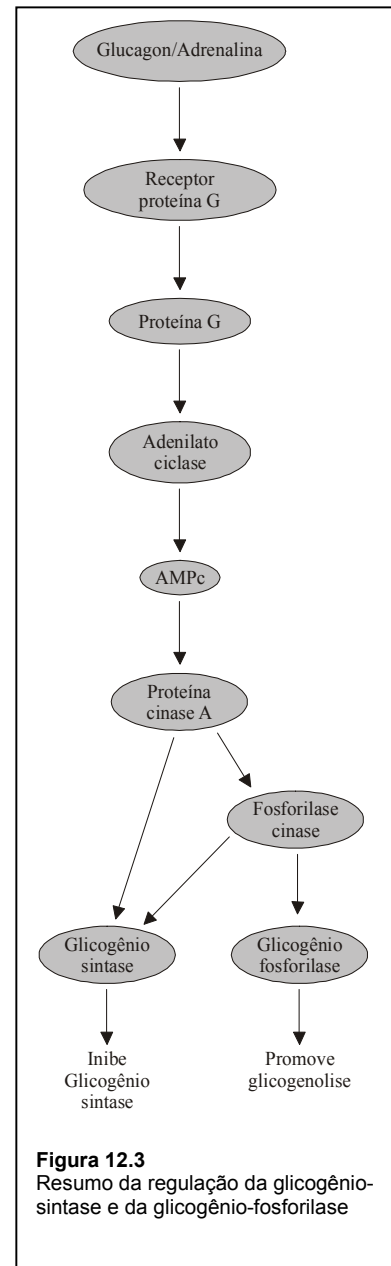 Glucagon/Adrenalina
Receptor
proteína G
Proteína G
Adenilato
ciclase
AMPc
Proteína
cinase A
Fosforilase
cinase
Glicogênio
sintase
Glicogênio
fosforilase
Inibe
Glicogênio
sintase
Promove
glicogenolise
Figura 12.3
Resumo da regulação da glicogênio-
sintase e da glicogênio-fosforilase